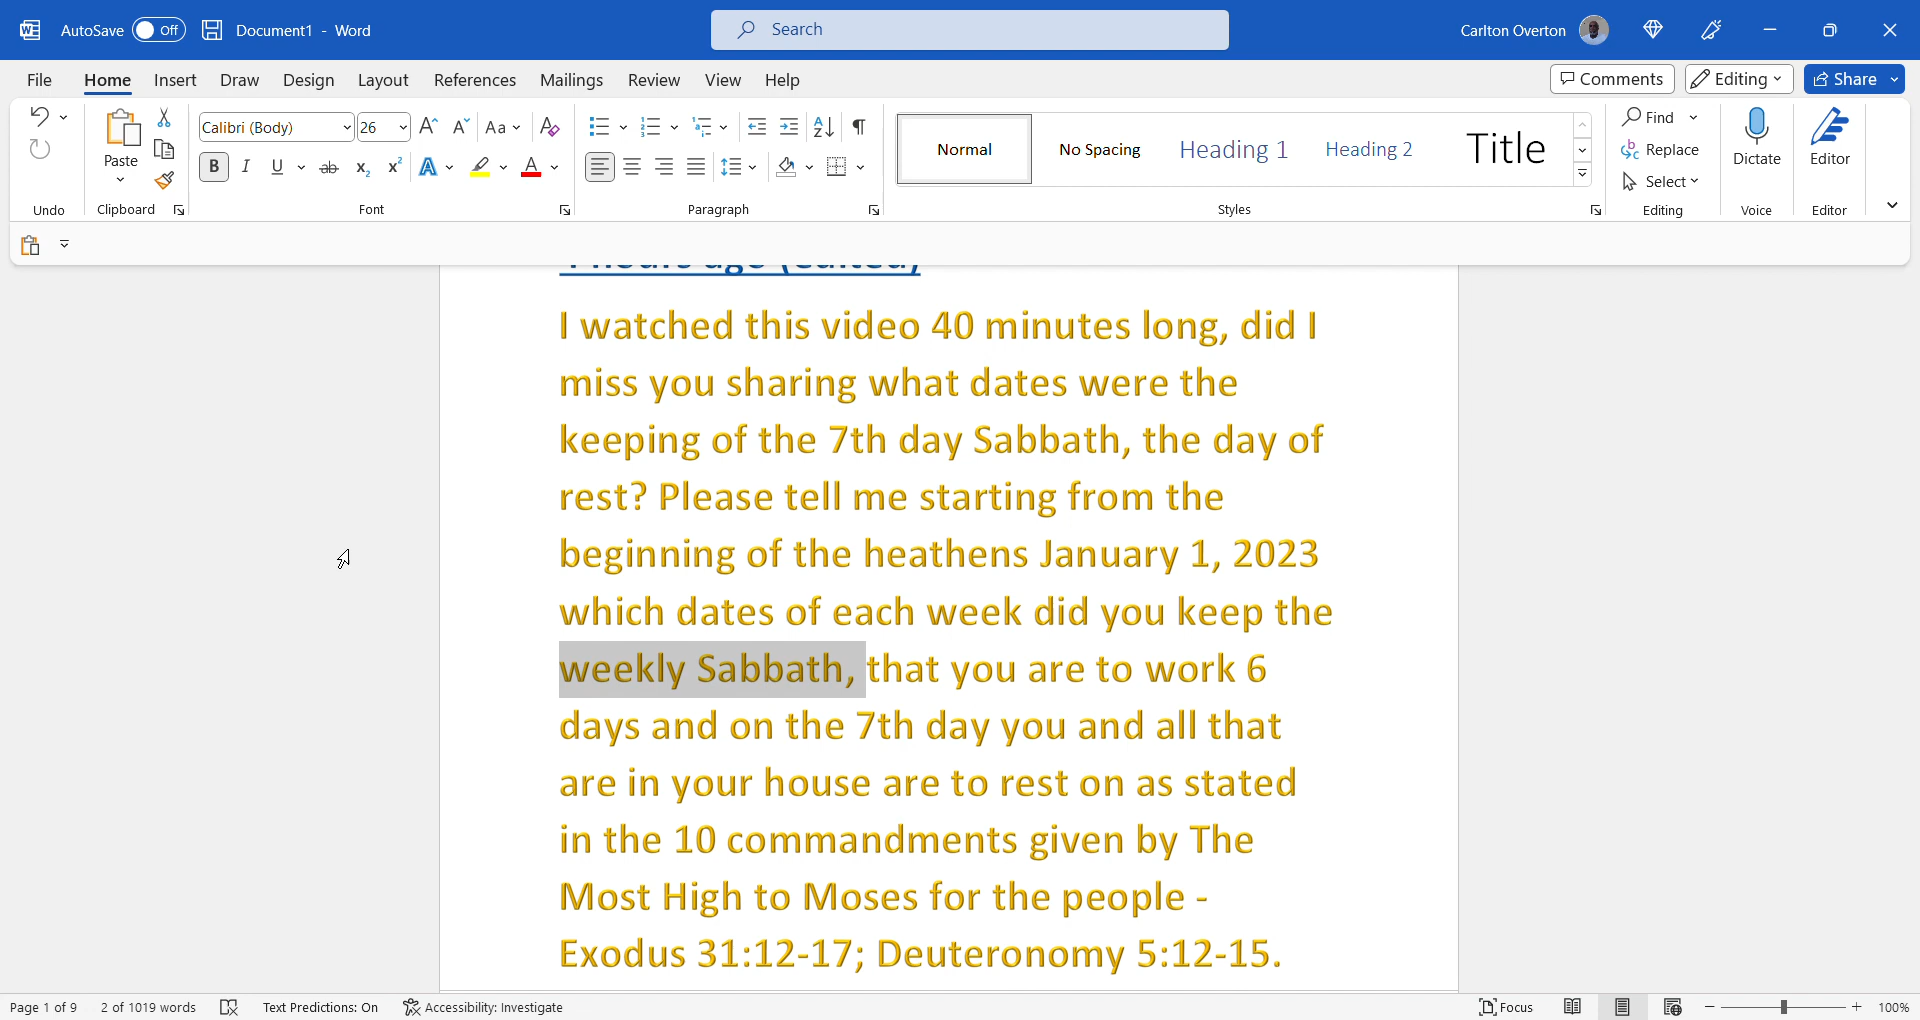 AutoSave Off Document1 - Word Search Carlton Overton
File Home Insert Draw Design Layout References Mailings Review View Help Comments Editing Share
Paste
Calibri (Body) 26 Aa
B I U ab x2 x2 A A
Normal No Spacing Heading 1 Heading 2 Title
Find
Replace
Select
Dictate Editor
Undo Clipboard Font Paragraph Styles Editing Voice Editor
4 hours ago (edited)
I watched this video 40 minutes long, did I
miss you sharing what dates were the
keeping of the 7th day Sabbath, the day of
rest? Please tell me starting from the
beginning of the heathens January 1, 2023
which dates of each week did you keep the
weekly Sabbath, that you are to work 6
days and on the 7th day you and all that
are in your house are to rest on as stated
in the 10 commandments given by The
Most High to Moses for the people -
Exodus 31:12-17; Deuteronomy 5:12-15.
Page 1 of 9 2 of 1019 words Text Predictions: On Accessibility: Investigate Focus 100%